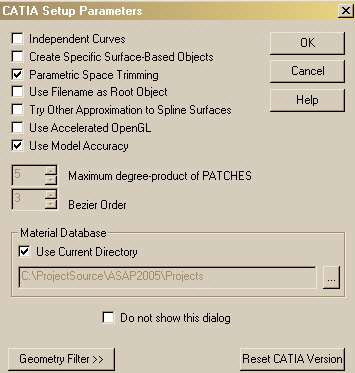 CATIA Setup Parameters
Independent Curves
OK
Create Specific Surface-Based Objects
Cancel
Parametric Space Trimming
Use Filename as Root Object
Help
Try Other Approximation to Spline Surfaces
Use Accelerated OpenGL
Use Model Accuracy
5 Maximum degree-product of PATCHES
3 Bezier Order
Material Database
Use Current Directory
C:\ProjectSource\ASAP2005\Projects
...
Do not show this dialog
Geometry Filter >>
Reset CATIA Version